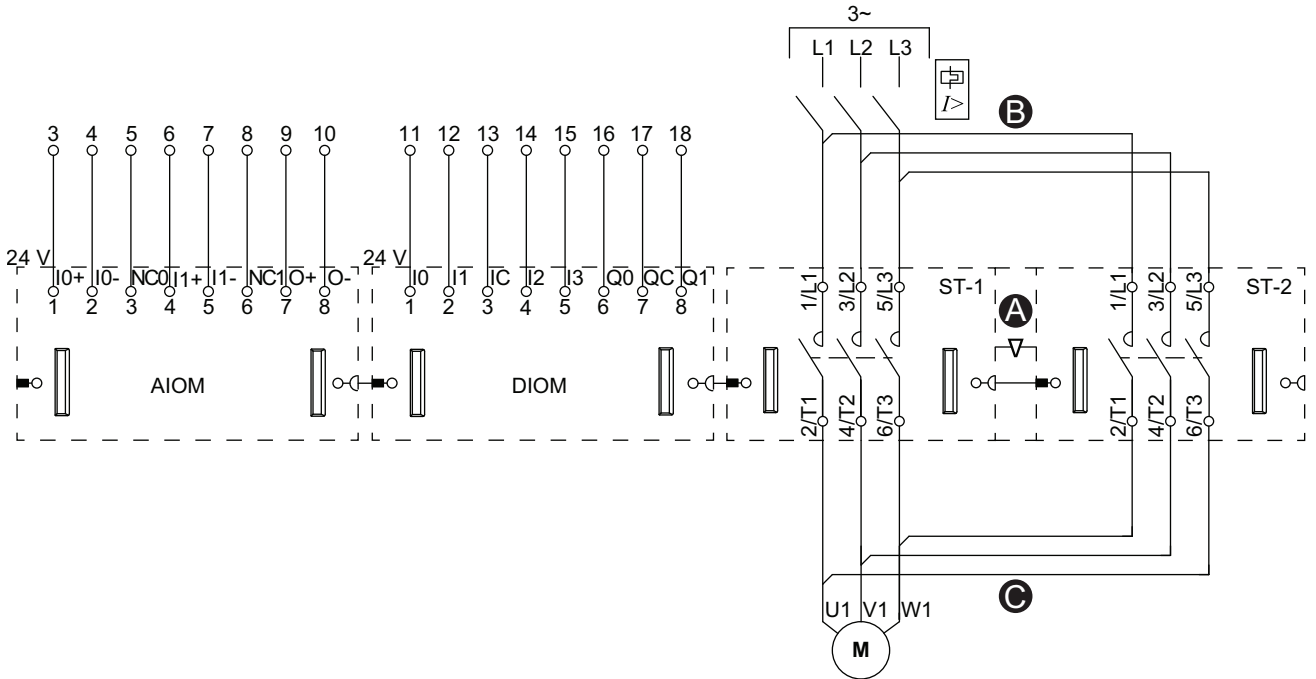 3~
L1 L2 L3
I>
B
3 4 5 6 7 8 9 10 11 12 13 14 15 16 17 18
24 V I0+ I0- NC0 I1+ I1- NC1 O+ O-
1 2 3 4 5 6 7 8
AIOM
24 V I0 I1 IC I2 I3 Q0 QC Q1
1 2 3 4 5 6 7 8
DIOM
1/L1 3/L2 5/L3 ST-1
A
1/L1 3/L2 5/L3 ST-2
2/T1 4/T2 6/T3
2/T1 4/T2 6/T3
C
U1 V1 W1
M